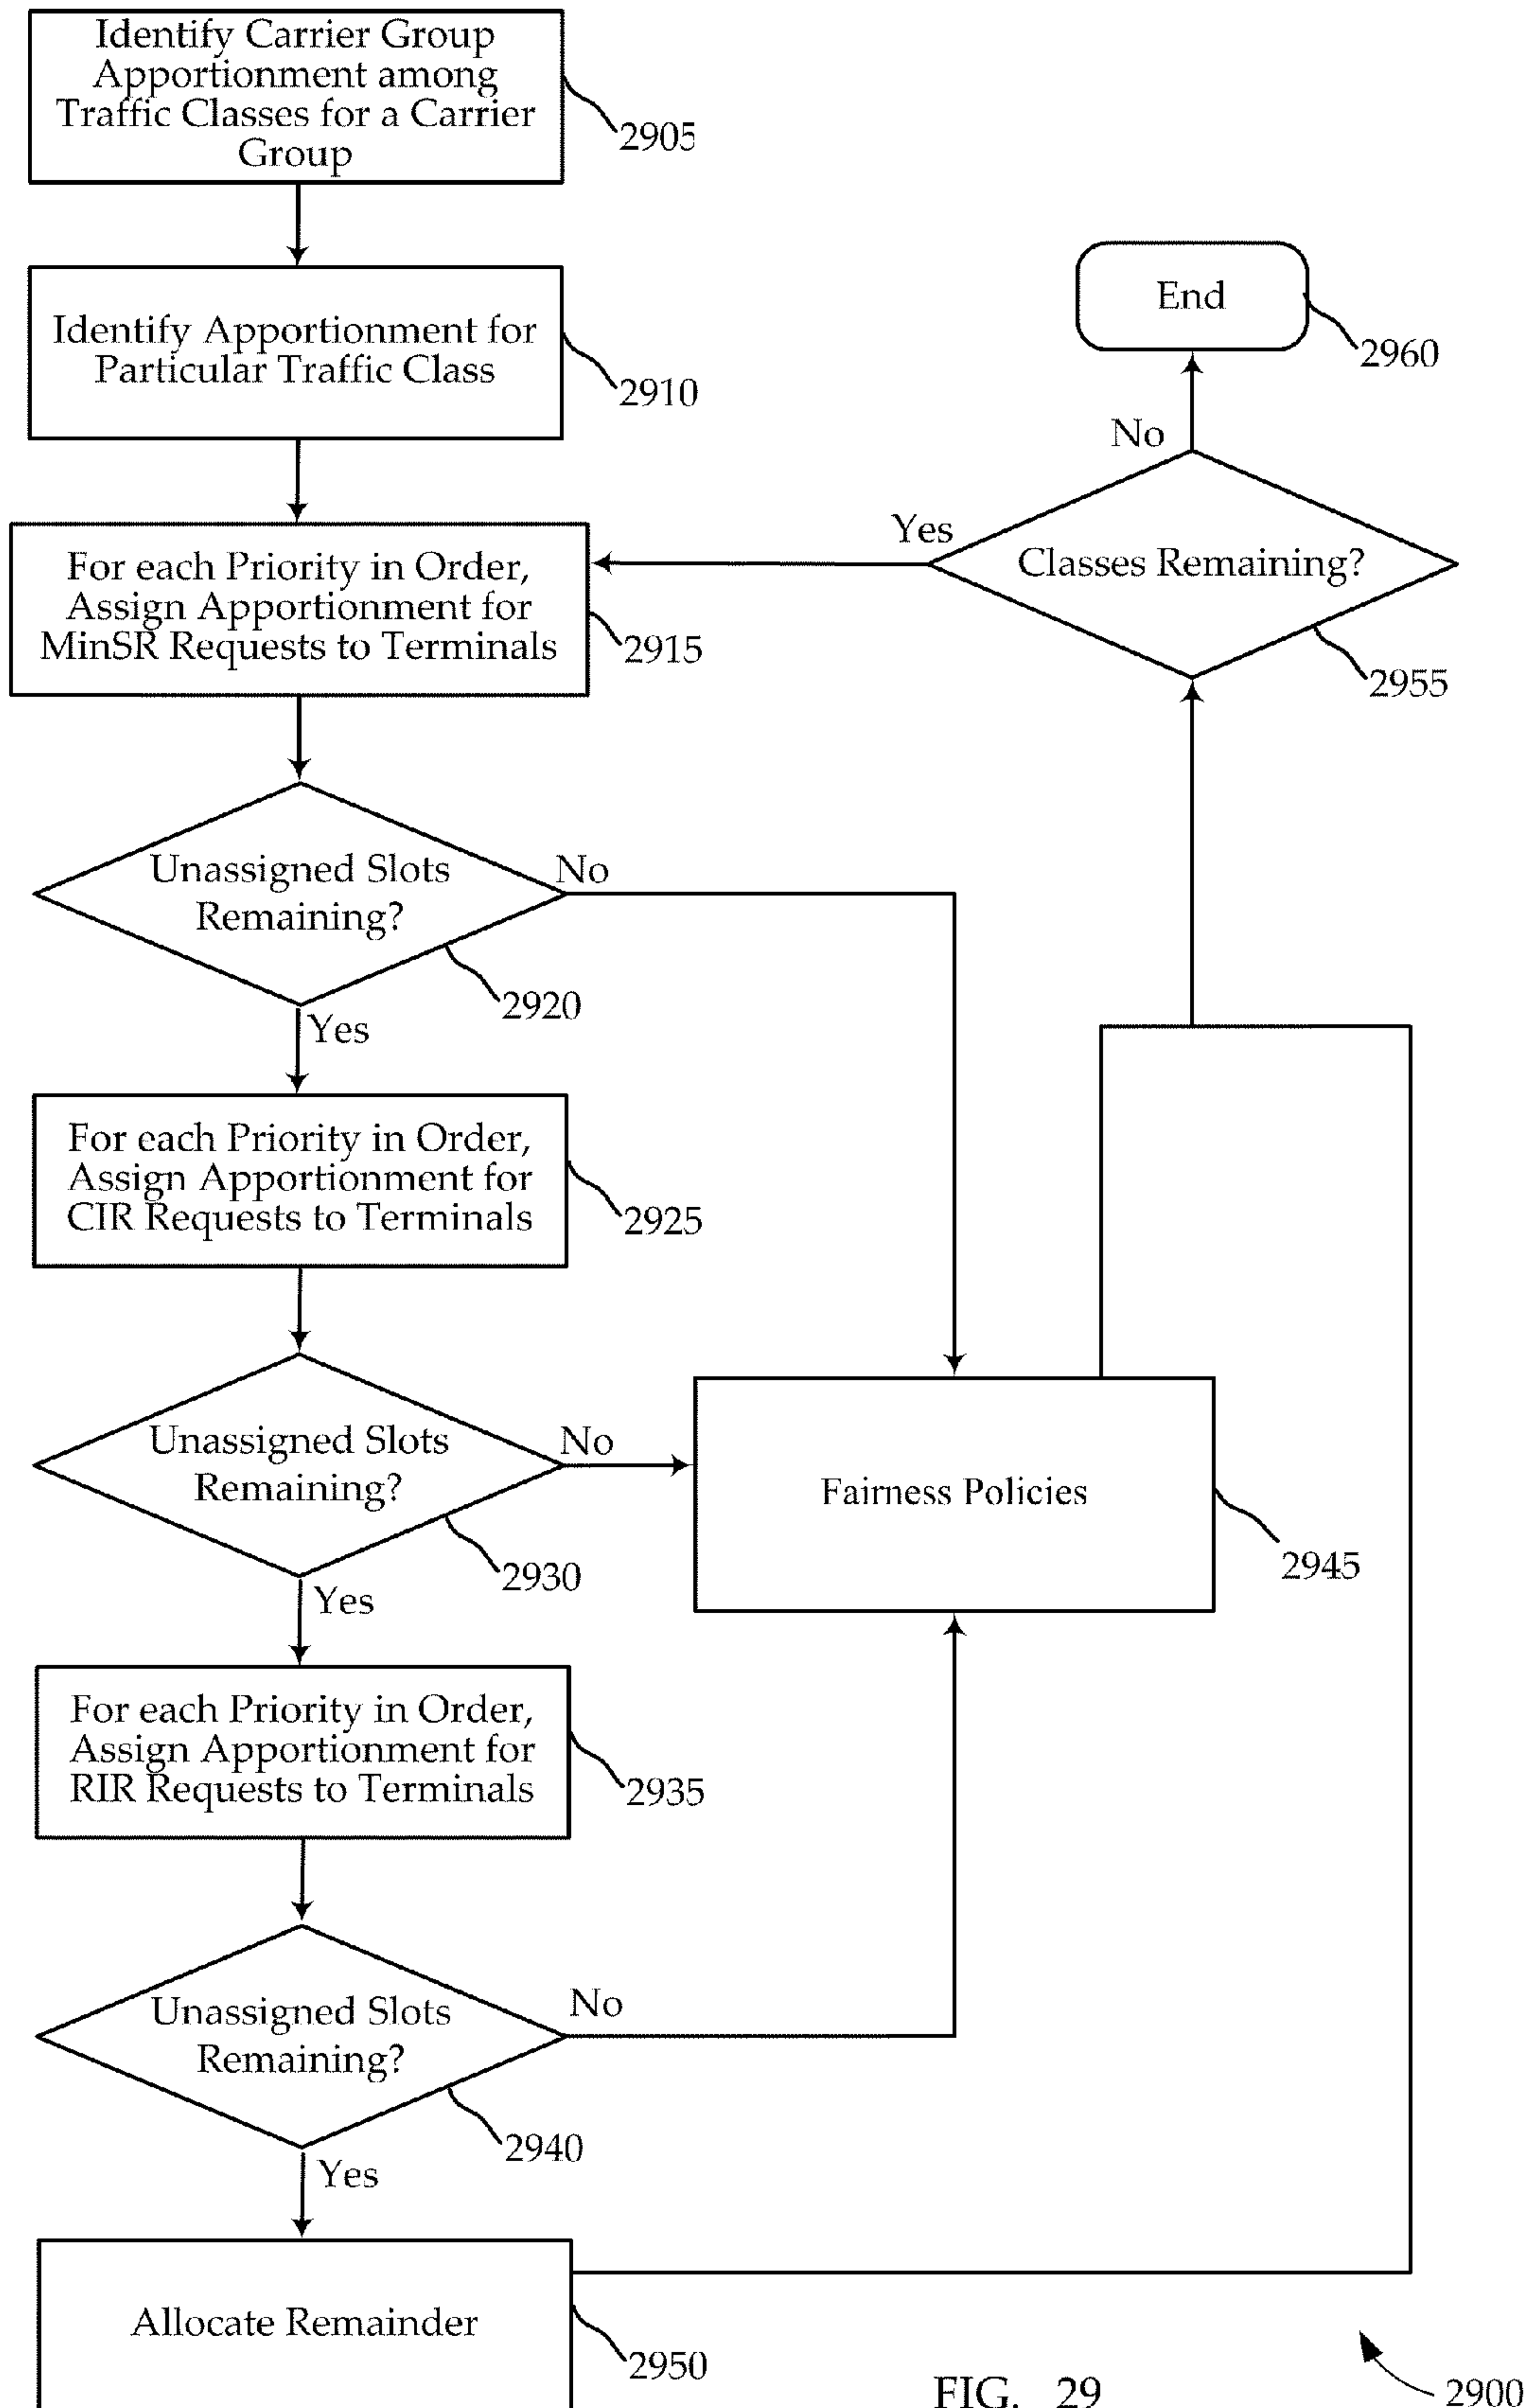 Identify Carrier Group
Apportionment among
Traffic Classes for a Carrier
Group
2905
Identify Apportionment for
Particular Traffic Class
2910
End
2960
No
Yes
Classes Remaining?
2955
For each Priority in Order,
Assign Apportionment for
MinSR Requests to Terminals
2915
Unassigned Slots
Remaining?
No
2920
Yes
For each Priority in Order,
Assign Apportionment for
CIR Requests to Terminals
2925
Unassigned Slots
Remaining?
No
2930
Yes
Fairness Policies
2945
For each Priority in Order,
Assign Apportionment for
RIR Requests to Terminals
2935
Unassigned Slots
Remaining?
No
2940
Yes
Allocate Remainder
2950
FIG. 29
2900